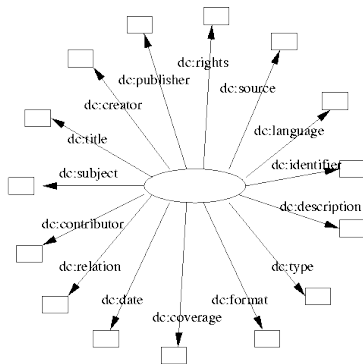 dc:rights
dc:publisher
dc:source
dc:creator
dc:language
dc:title
dc:identifier
dc:subject
dc:description
dc:contributor
dc:relation
dc:type
dc:date
dc:format
dc:coverage